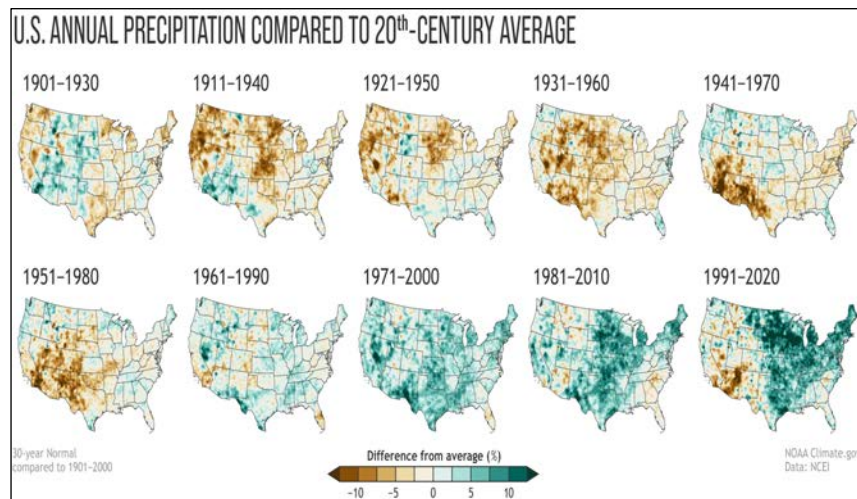 U.S. ANNUAL PRECIPITATION COMPARED TO 20th-CENTURY AVERAGE
1901–1930
1911–1940
1921–1950
1931–1960
1941–1970
1951–1980
1961–1990
1971–2000
1981–2010
1991–2020
30-year Normal
compared to 1901–2000
Difference from average (%)
-10 -5 0 5 10
NOAA Climate.gov
Data: NCEI